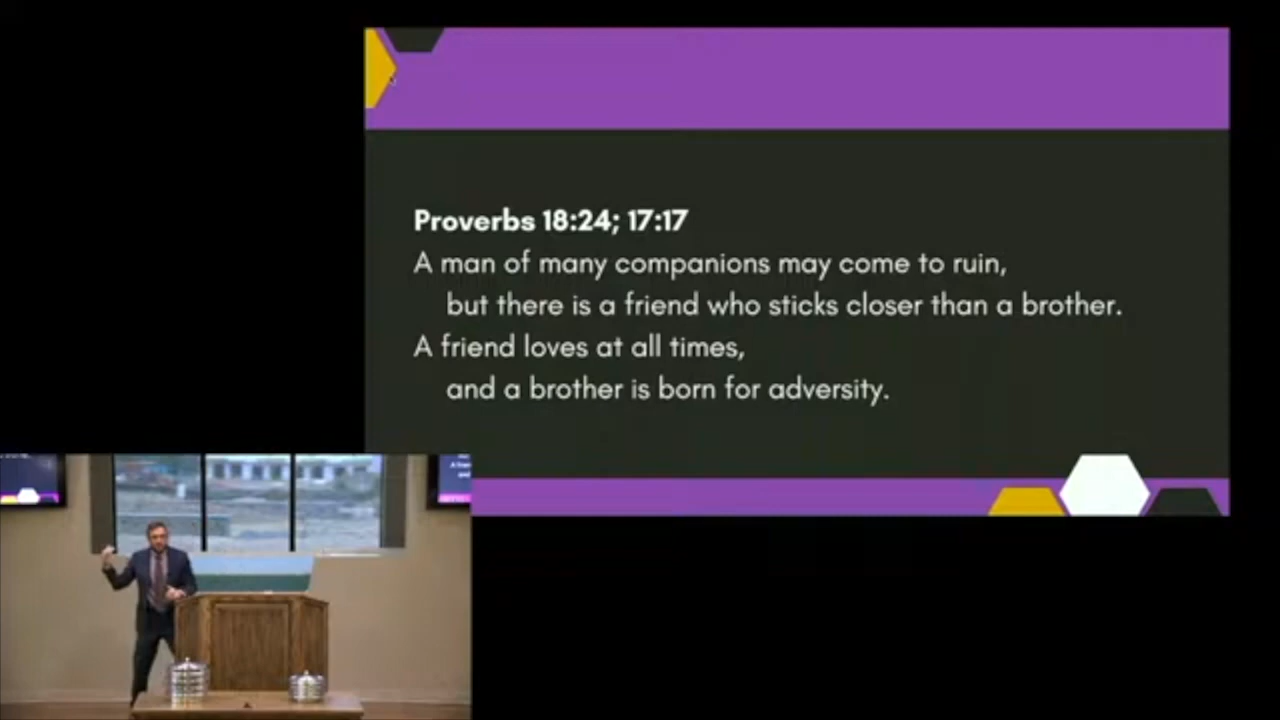 Proverbs 18:24; 17:17
A man of many companions may come to ruin,
but there is a friend who sticks closer than a brother.
A friend loves at all times,
and a brother is born for adversity.